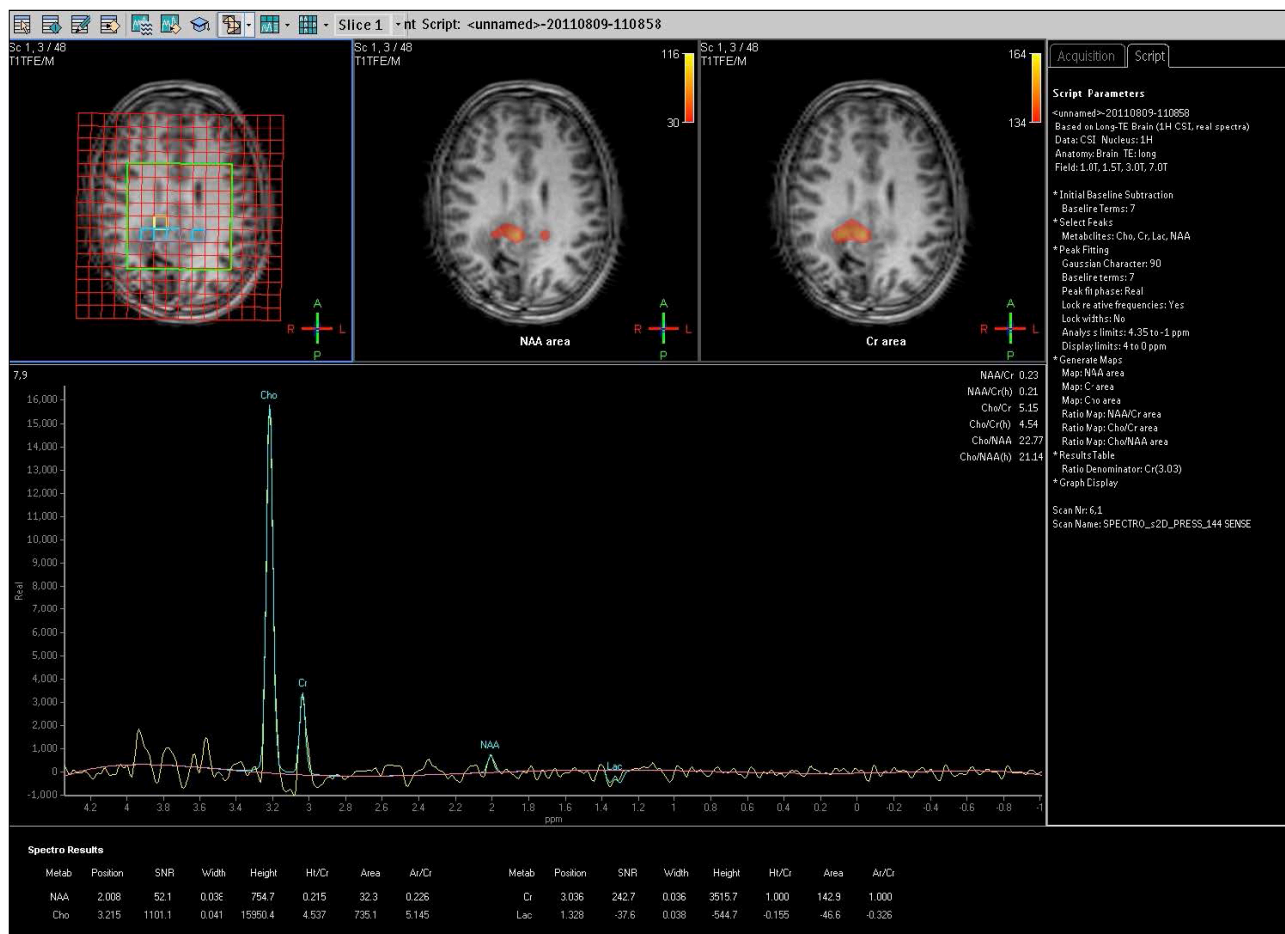 Slice 1 nt Script: <unnamed>-20110809-110858
Sc 1, 3 / 48
T1TFE/M
A
R L
P
Sc 1, 3 / 48
T1TFE/M
116
30
A
R L
P
NAA area
Sc 1, 3 / 48
T1TFE/M
164
134
A
R L
P
Cr area
Acquisition Script
Script Parameters
<unnamed>-20110809-110858
Based on Long-TE Brain (1H CSI, real spectra)
Data: CSI Nucleus: 1H
Anatomy: Brain TE: long
Field: 1.0T, 1.5T, 3.0T, 7.0T
* Initial Baseline Subtraction
Baseline Terms: 7
* Select Peaks
Metabolites: Cho, Cr, Lac, NAA
* Peak Fitting
Gaussian Character: 90
Baseline terms: 7
Peak fit phase: Real
Lock relative frequencies: Yes
Lock widths: No
Analysis limits: 4.35 to -1 ppm
Display limits: 4 to 0 ppm
* Generate Maps
Map: NAA area
Map: Cr area
Map: Cho area
Ratio Map: NAA/Cr area
Ratio Map: Cho/Cr area
Ratio Map: Cho/NAA area
* Results Table
Ratio Denominator: Cr(3.03)
* Graph Display
Scan Nr: 6,1
Scan Name: SPECTRO_s2D_PRESS_144 SENSE
7,9
NAA/Cr 0.23
NAA/Cr(h) 0.21
Cho/Cr 5.15
Cho/Cr(h) 4.54
Cho/NAA 22.77
Cho/NAA(h) 21.14
16,000
15,000
14,000
13,000
12,000
11,000
10,000
9,000
8,000
7,000
6,000
5,000
4,000
3,000
2,000
1,000
0
-1,000
Real
Cho
Cr
NAA
Lac
4.2 4 3.8 3.6 3.4 3.2 3 2.8 2.6 2.4 2.2 2 1.8 1.6 1.4 1.2 1 0.8 0.6 0.4 0.2 0 -0.2 -0.4 -0.6 -0.8 -1
ppm
Spectro Results
Metab Position SNR Width Height Ht/Cr Area Ar/Cr Metab Position SNR Width Height Ht/Cr Area Ar/Cr
NAA 2.008 52.1 0.038 754.7 0.215 32.3 0.226 Cr 3.036 242.7 0.036 3515.7 1.000 142.9 1.000
Cho 3.215 1101.1 0.041 15950.4 4.537 735.1 5.145 Lac 1.328 -37.6 0.038 -544.7 -0.155 -46.6 -0.326